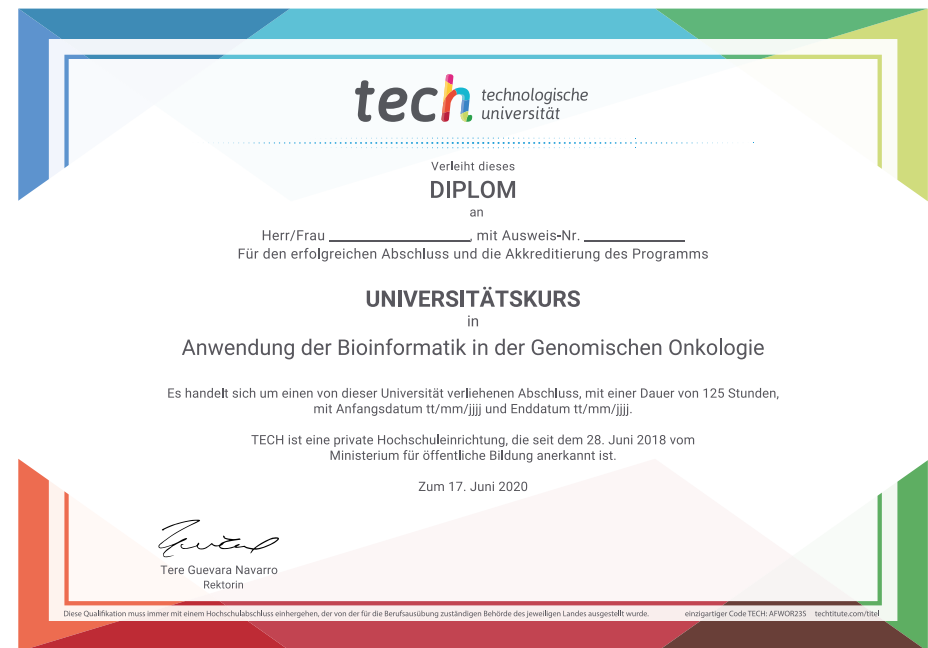 tech technologische
universität
Verleiht dieses
DIPLOM
an
Herr/Frau ____________, mit Ausweis-Nr. ____________
Für den erfolgreichen Abschluss und die Akkreditierung des Programms
UNIVERSITÄTSKURS
in
Anwendung der Bioinformatik in der Genomischen Onkologie
Es handelt sich um einen von dieser Universität verliehenen Abschluss, mit einer Dauer von 125 Stunden,
mit Anfangsdatum tt/mm/jjjj und Enddatum tt/mm/jjjj.
TECH ist eine private Hochschuleinrichtung, die seit dem 28. Juni 2018 vom
Ministerium für öffentliche Bildung anerkannt ist.
Zum 17. Juni 2020
Tere Guevara Navarro
Rektorin
Diese Qualifikation muss immer mit einem Hochschulabschluss einhergehen, der von der für die Berufsausübung zuständigen Behörde des jeweiligen Landes ausgestellt wurde. einzigartiger Code TECH: AFWOR23S techtitute.com/titel